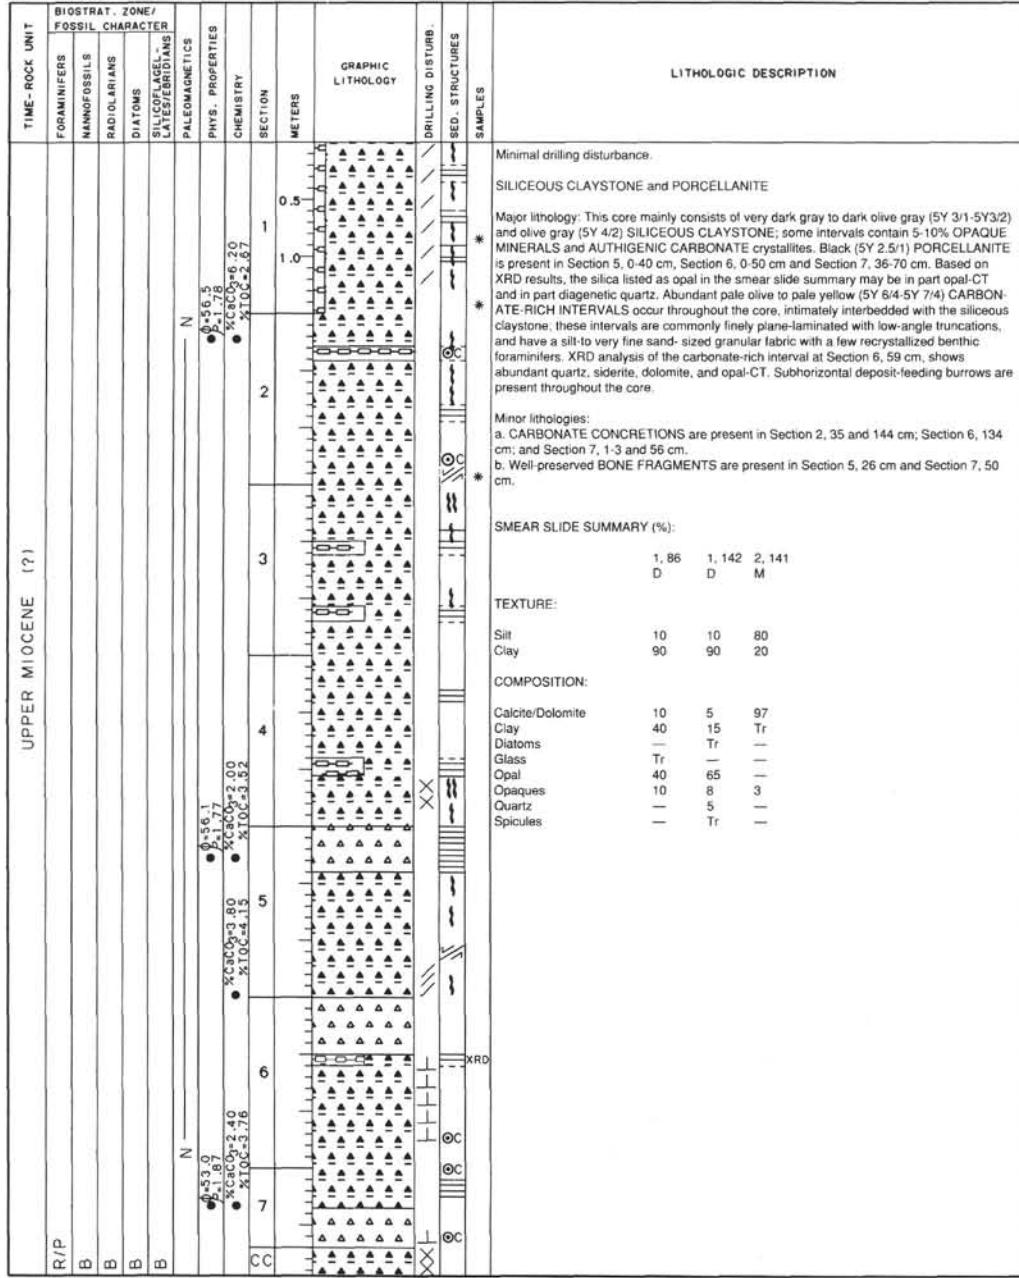 TIME-ROCK UNIT
BIOSTRAT. ZONE/
FOSSIL CHARACTER
FORAMINIFERS
NANNOFOSSILS
RADIOLARIANS
DIATOMS
SILICOFLAGEL-
LATES/EBRIDIANS
PALEOMAGNETICS
PHYS. PROPERTIES
CHEMISTRY
SECTION
METERS
GRAPHIC
LITHOLOGY
DRILLING DISTURB.
SED. STRUCTURES
SAMPLES
LITHOLOGIC DESCRIPTION
UPPER MIOCENE (?)
R/P
B
B
B
B
N
N
Φ=56.5
P=1.78
%CaCO3=6.20
%TOC=2.67
Φ=56.1
P=1.77
%CaCO3=2.00
%TOC=3.52
%CaCO3=3.80
%TOC=4.15
Φ=53.0
P=1.87
%CaCO3=2.40
%TOC=3.76
1
2
3
4
5
6
7
CC
0.5
1.0
C
C
C
C
C
*
*
*
XRD
Minimal drilling disturbance.
SILICEOUS CLAYSTONE and PORCELLANITE
Major lithology: This core mainly consists of very dark gray to dark olive gray (5Y 3/1-5Y3/2)
and olive gray (5Y 4/2) SILICEOUS CLAYSTONE; some intervals contain 5-10% OPAQUE
MINERALS and AUTHIGENIC CARBONATE crystallites. Black (5Y 2.5/1) PORCELLANITE
is present in Section 5, 0-40 cm, Section 6, 0-50 cm and Section 7, 36-70 cm. Based on
XRD results, the silica listed as opal in the smear slide summary may be in part opal-CT
and in part diagenetic quartz. Abundant pale olive to pale yellow (5Y 6/4-5Y 7/4) CARBON-
ATE-RICH INTERVALS occur throughout the core, intimately interbedded with the siliceous
claystone; these intervals are commonly finely plane-laminated with low-angle truncations,
and have a silt-to very fine sand- sized granular fabric with a few recrystallized benthic
foraminifers. XRD analysis of the carbonate-rich interval at Section 6, 59 cm, shows
abundant quartz, siderite, dolomite, and opal-CT. Subhorizontal deposit-feeding burrows are
present throughout the core.
Minor lithologies:
a. CARBONATE CONCRETIONS are present in Section 2, 35 and 144 cm; Section 6, 134
cm; and Section 7, 1-3 and 56 cm.
b. Well-preserved BONE FRAGMENTS are present in Section 5, 26 cm and Section 7, 50
cm.
SMEAR SLIDE SUMMARY (%):
1, 86 1, 142 2, 141
D D M
TEXTURE:
Silt 10 10 80
Clay 90 90 20
COMPOSITION:
Calcite/Dolomite 10 5 97
Clay 40 15 Tr
Diatoms — Tr —
Glass Tr — —
Opal 40 65 —
Opaques 10 8 3
Quartz — 5 —
Spicules — Tr —